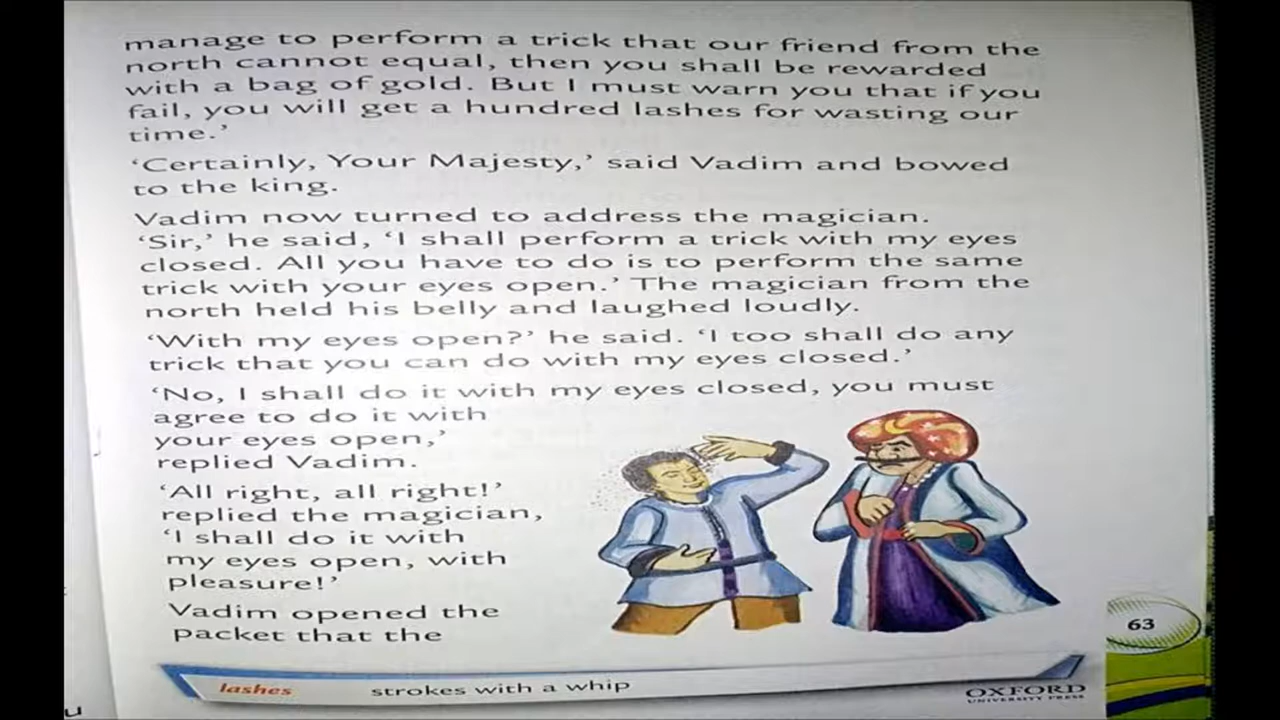 manage to perform a trick that our friend from the
north cannot equal, then you shall be rewarded
with a bag of gold. But I must warn you that if you
fail, you will get a hundred lashes for wasting our
time.’
‘Certainly, Your Majesty,’ said Vadim and bowed
to the king.
Vadim now turned to address the magician.
‘Sir,’ he said, ‘I shall perform a trick with my eyes
closed. All you have to do is to perform the same
trick with your eyes open.’ The magician from the
north held his belly and laughed loudly.
‘With my eyes open?’ he said. ‘I too shall do any
trick that you can do with my eyes closed.’
‘No, I shall do it with my eyes closed, you must
agree to do it with
your eyes open,’
replied Vadim.
‘All right, all right!’
replied the magician,
‘I shall do it with
my eyes open, with
pleasure!’
Vadim opened the
packet that the
63
lashes strokes with a whip
OXFORD
UNIVERSITY PRESS
u